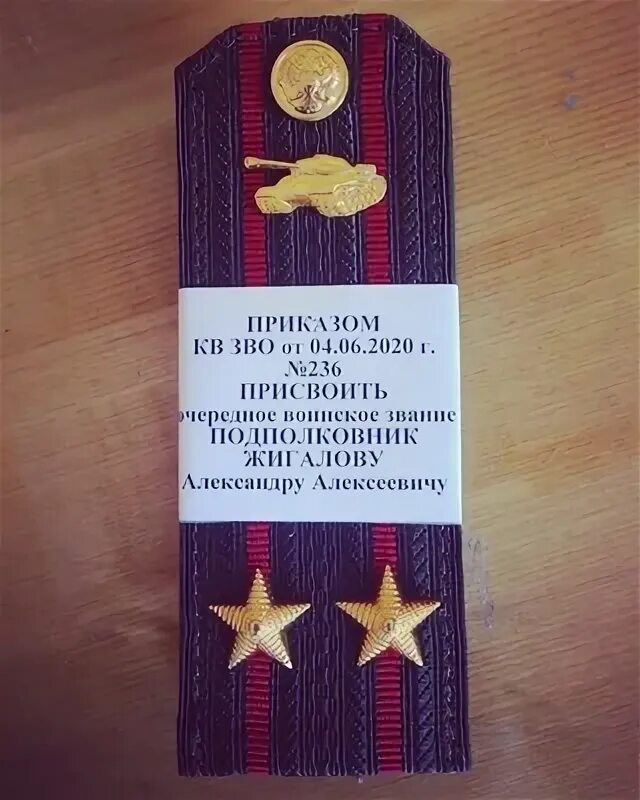 ПРИКАЗОМ
КВ ЗВО от 04.06.2020 г.
№236
ПРИСВОИТЬ
очередное воинское звание
ПОДПОЛКОВНИК
ЖИГАЛОВУ
Александру Алексеевичу